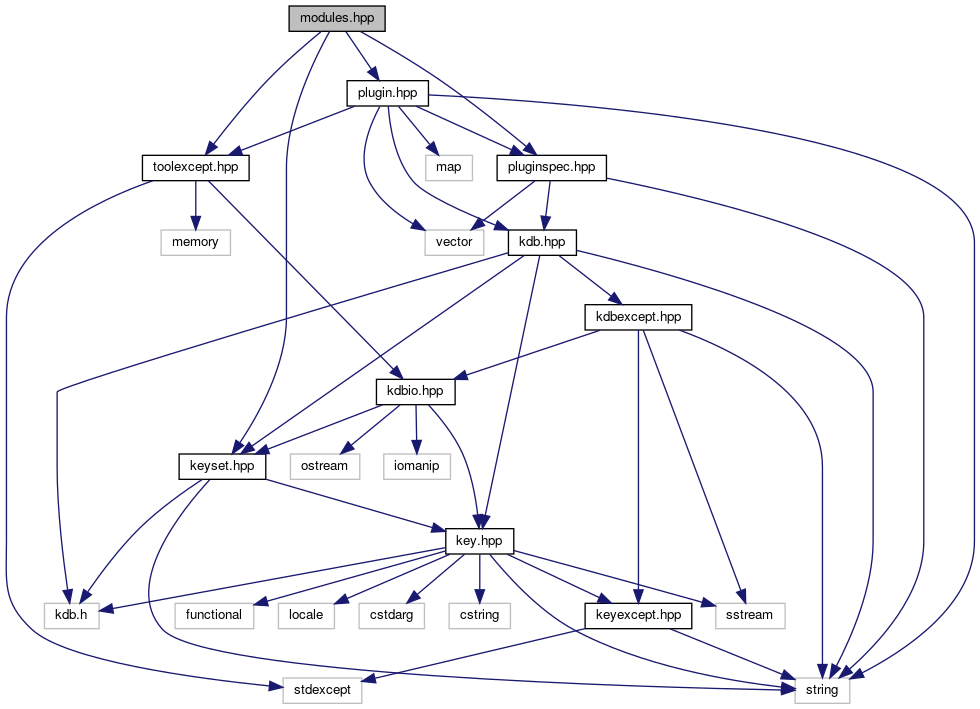 modules.hpp
plugin.hpp
toolexcept.hpp
map
pluginspec.hpp
memory
vector
kdb.hpp
kdbexcept.hpp
kdbio.hpp
keyset.hpp
ostream
iomanip
key.hpp
kdb.h
functional
locale
cstdarg
cstring
keyexcept.hpp
sstream
stdexcept
string